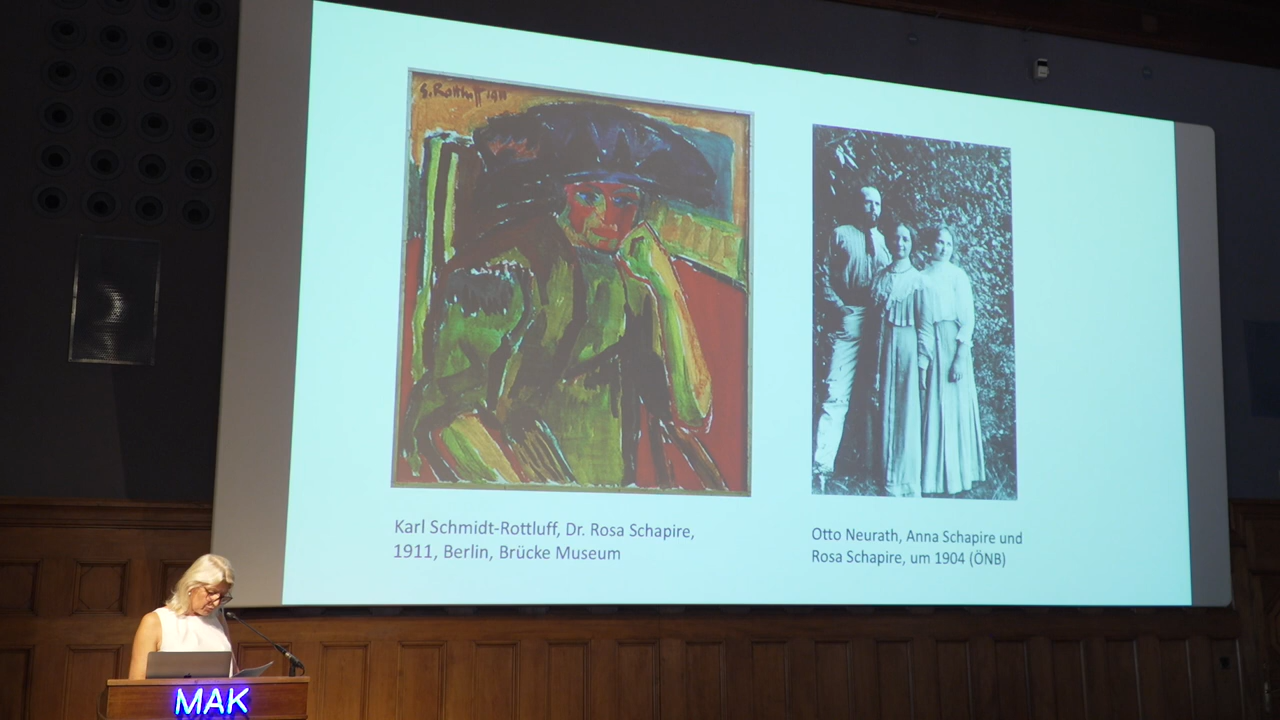 S. Rottluff 1911
Karl Schmidt-Rottluff, Dr. Rosa Schapire,
1911, Berlin, Brücke Museum
Otto Neurath, Anna Schapire und
Rosa Schapire, um 1904 (ÖNB)
MAK